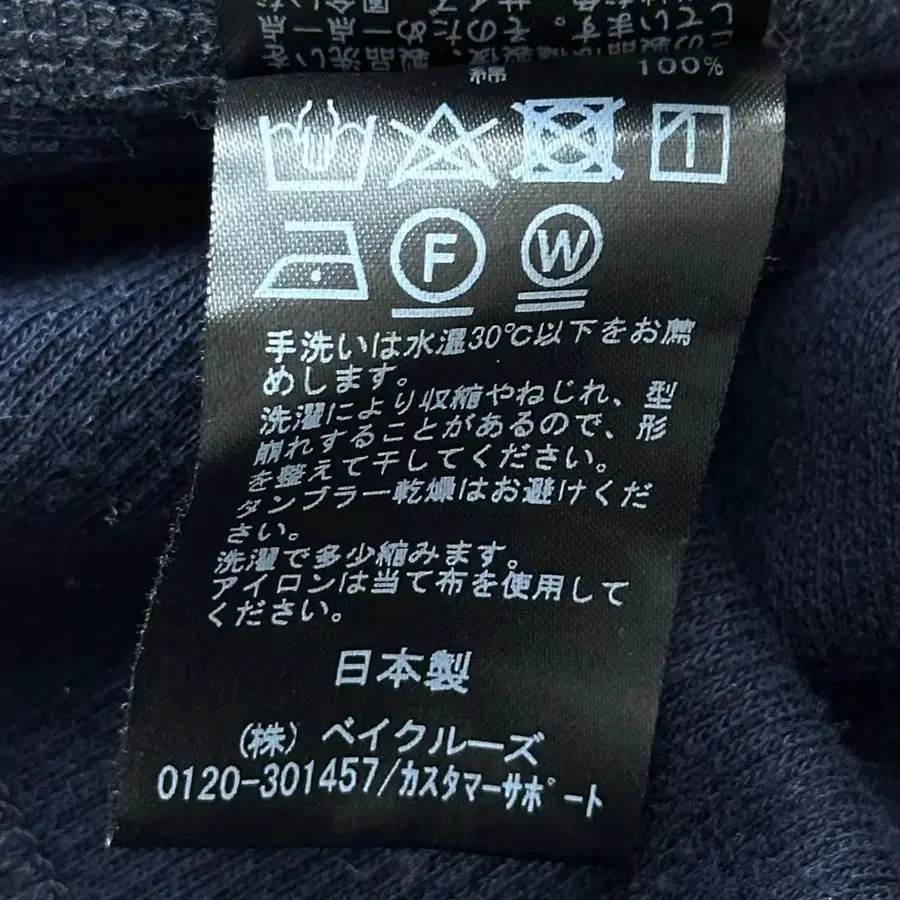 綿 100%
F
W
手洗いは水温30℃以下をお薦
めします。
洗濯により収縮やねじれ、型
崩れすることがあるので、形
を整えて干してください。
タンブラー乾燥はお避けくだ
さい。
洗濯で多少縮みます。
アイロンは当て布を使用して
ください。
日本製
(株) ベイクルーズ
0120-301457/カスタマーサポート